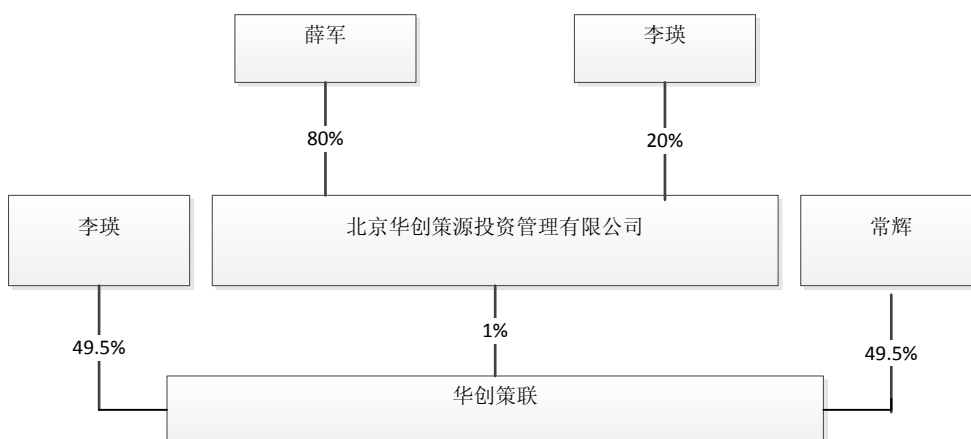 薛军
李瑛
80%
20%
李瑛
北京华创策源投资管理有限公司
常辉
49.5%
1%
49.5%
华创策联